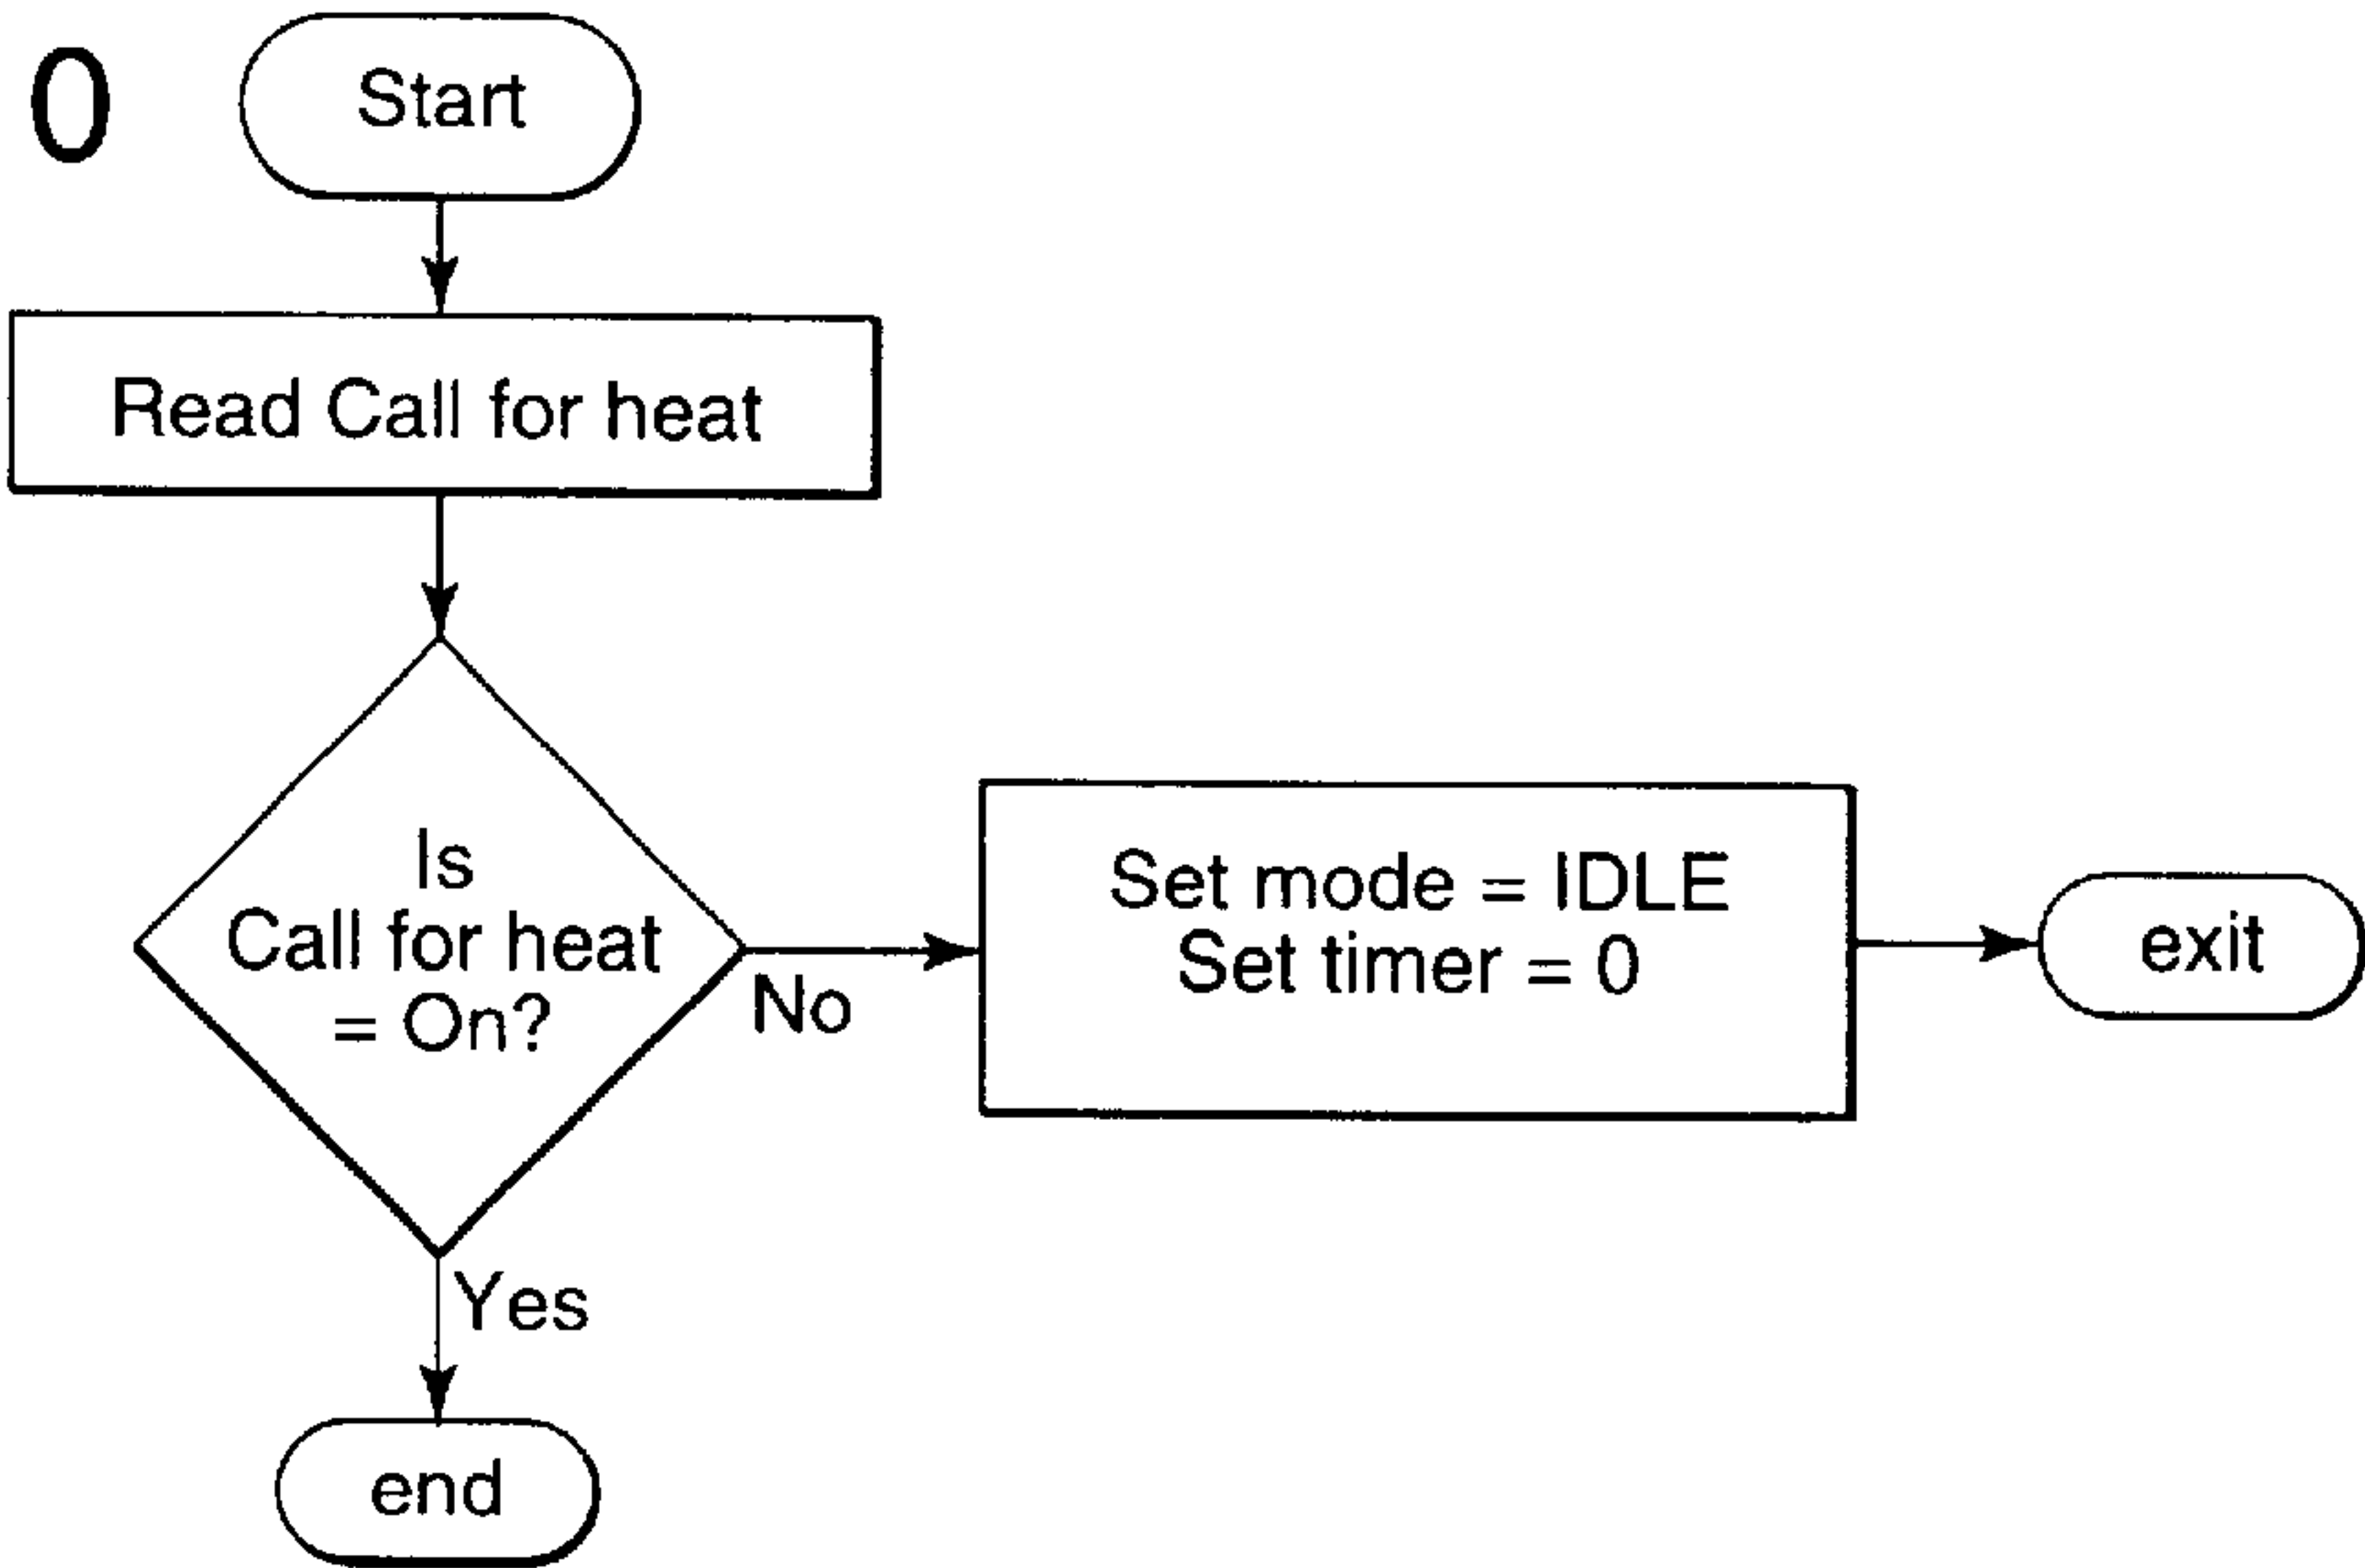 0
Start
Read Call for heat
Is
Call for heat
= On?
No
Set mode = IDLE
Set timer = 0
exit
Yes
end